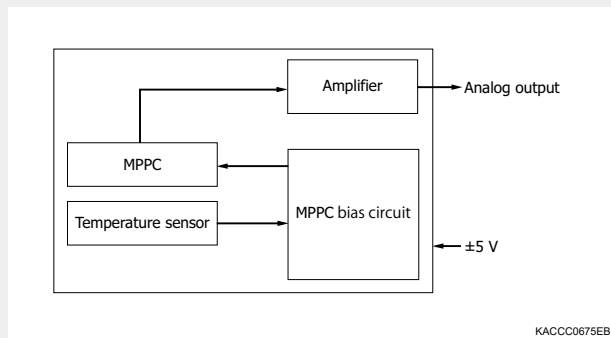 Amplifier
Analog output
MPPC
MPPC bias circuit
Temperature sensor
±5 V
KACCC0675EB